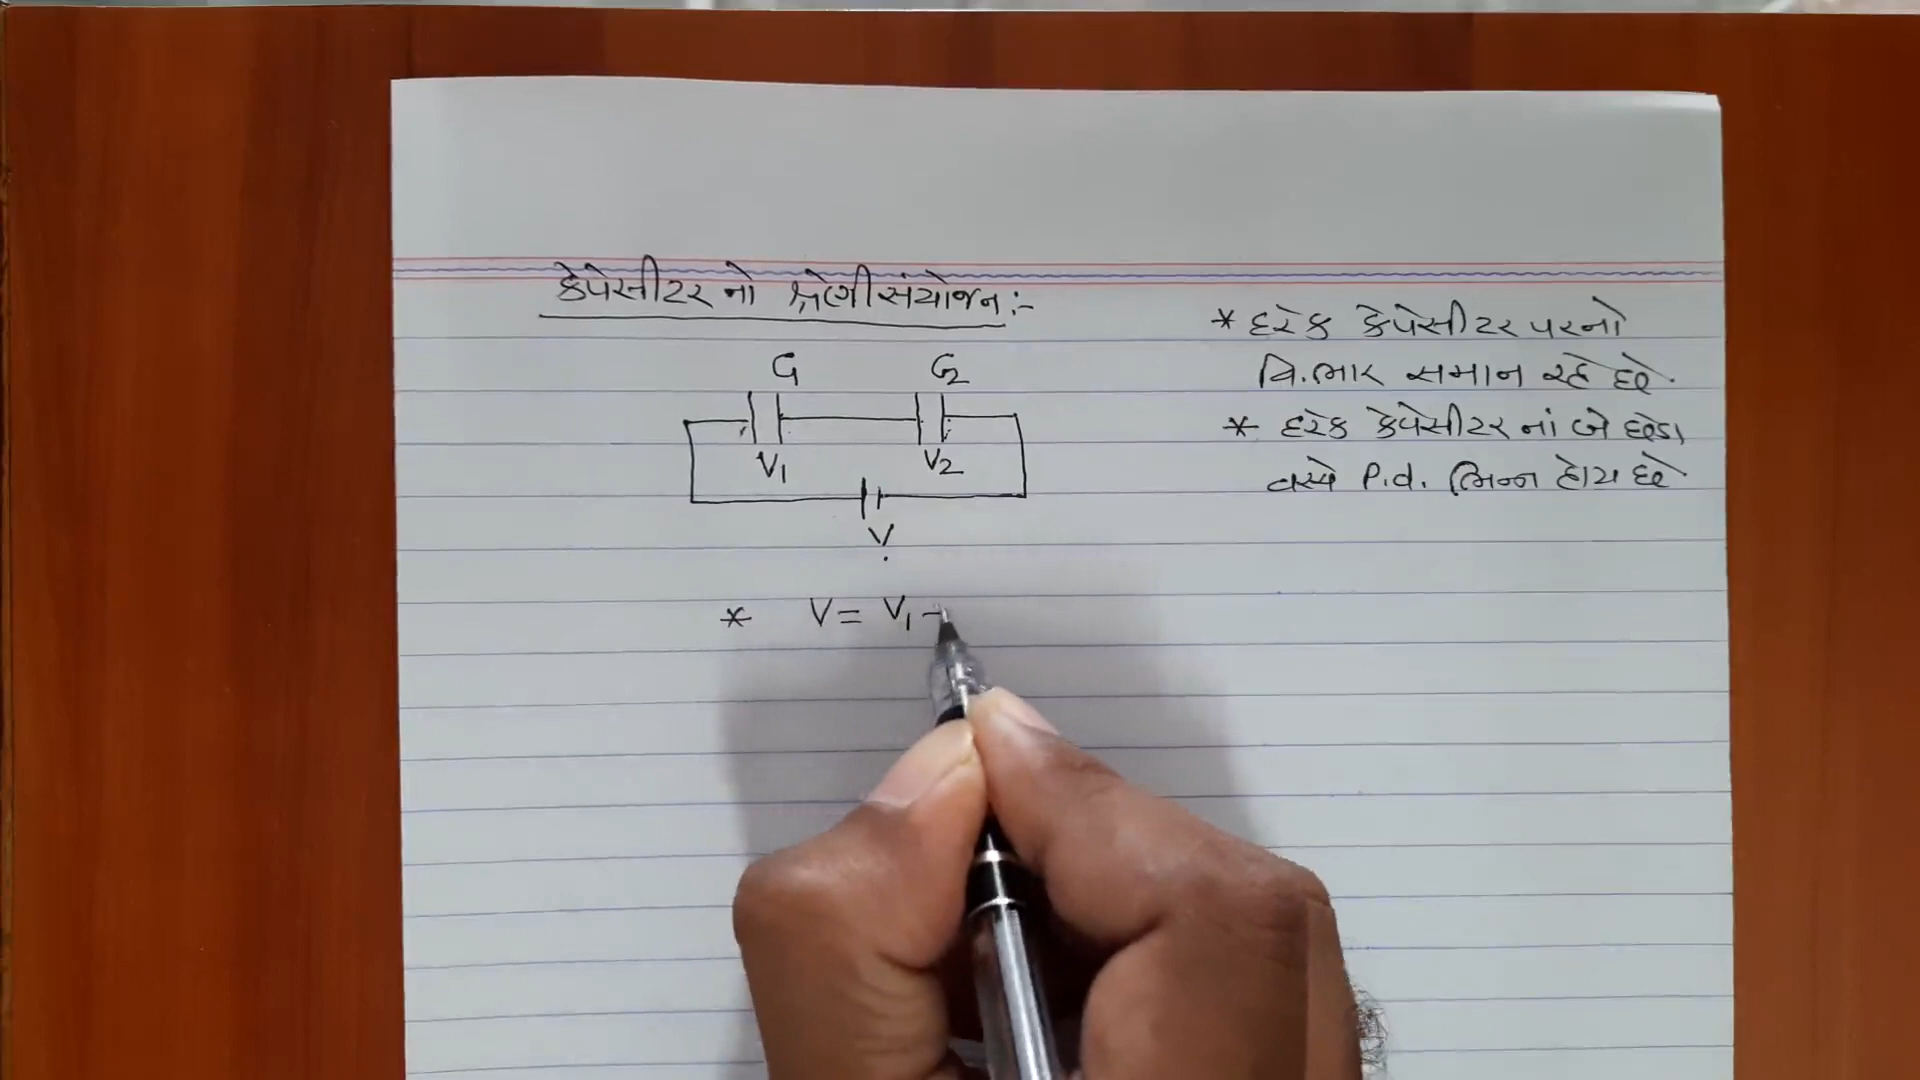 કેપેસીટર નો શ્રેણીસંયોજન :-
C1 C2
V1 V2
V
* V = V1 -
* દરેક કેપેસીટર પરનો
વિ.ભાર સમાન રહે છે.
* દરેક કેપેસીટર નાં બે છેડા
વચ્ચે P.d. ભિન્ન હોય છે.